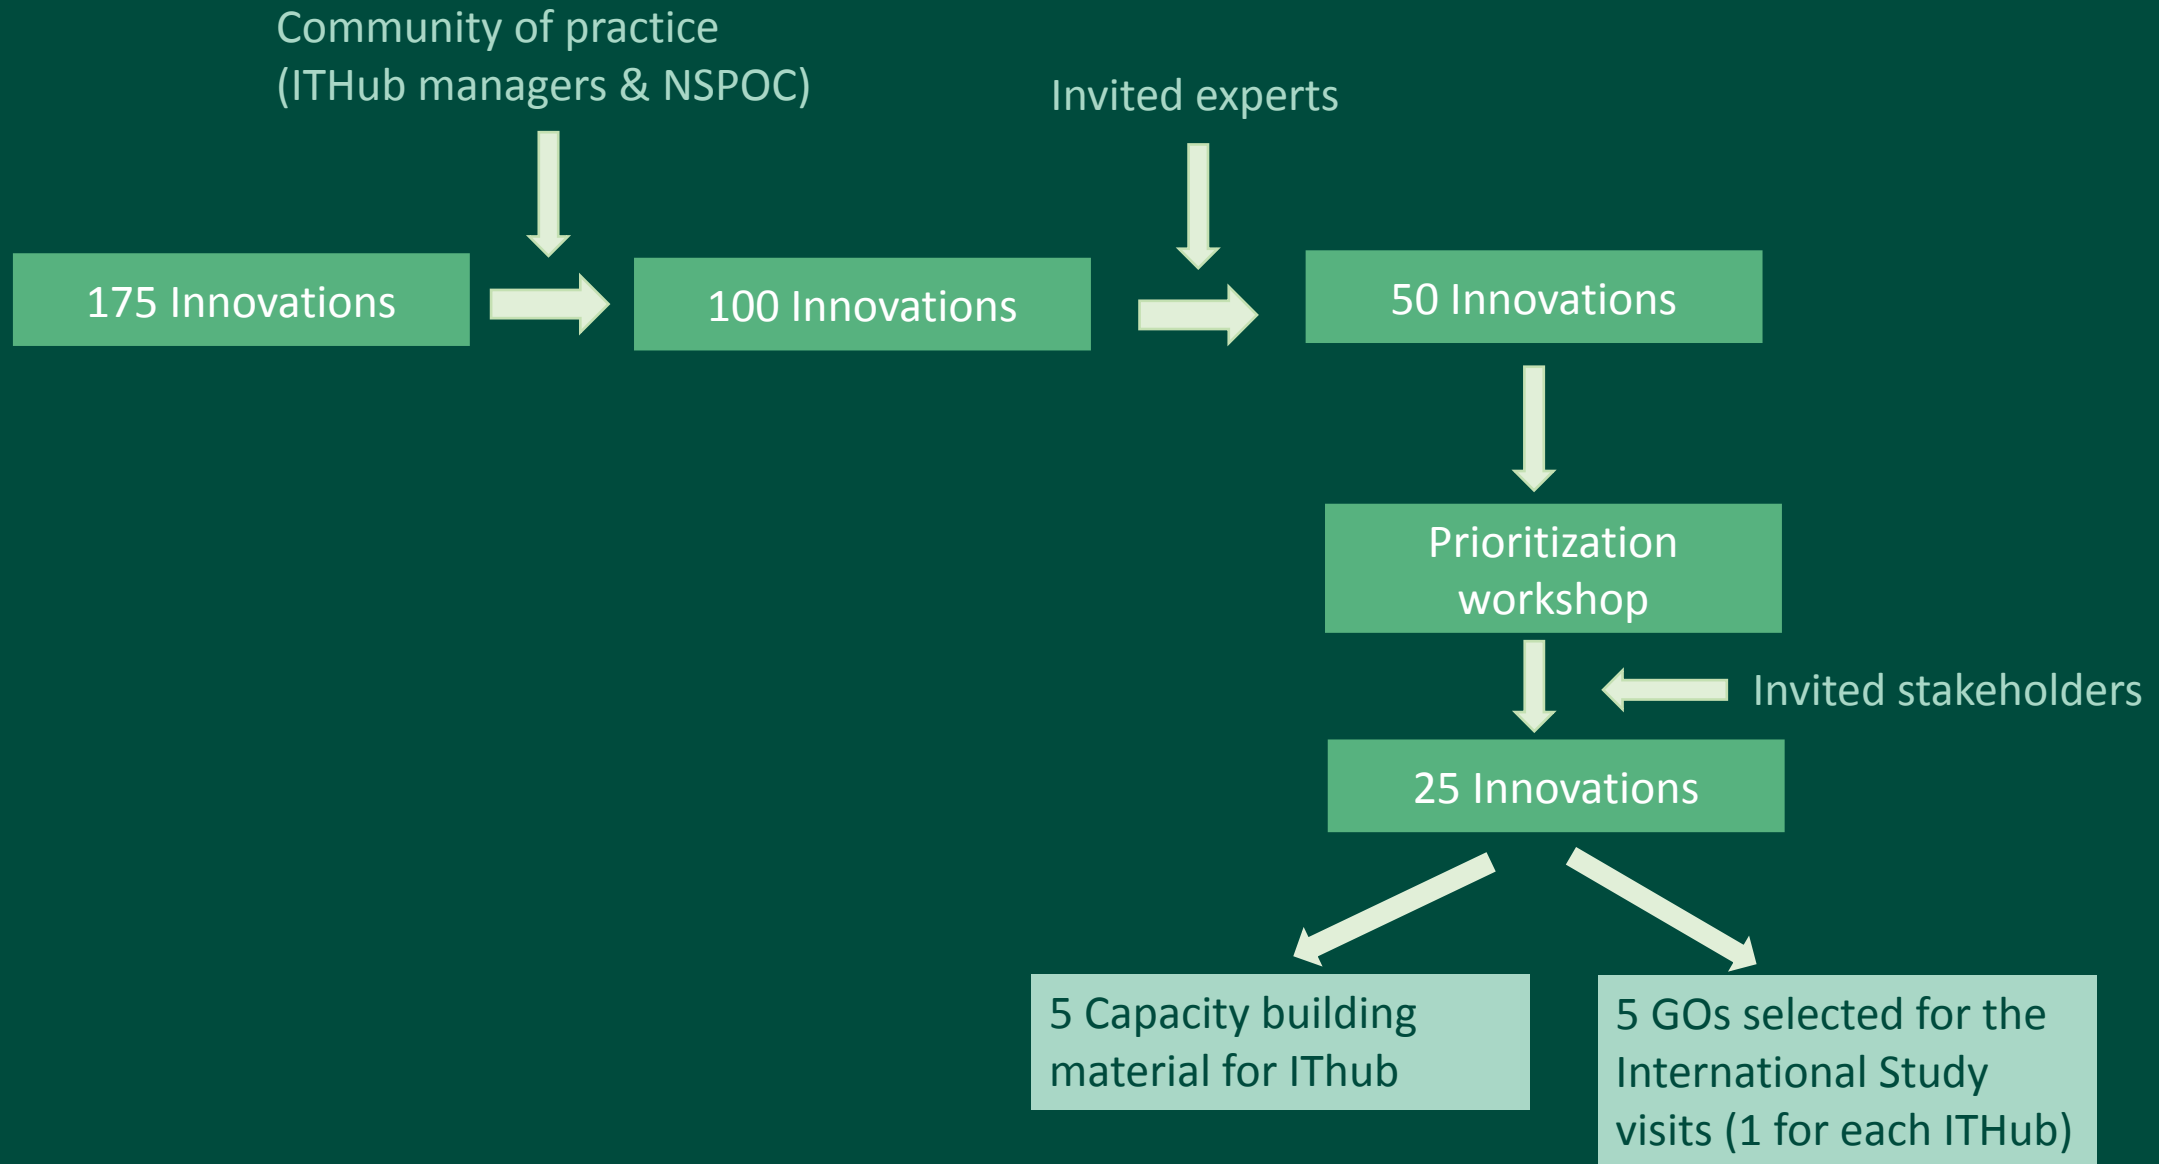 Community of practice
(ITHub managers & NSPOC)
Invited experts
175 Innovations
100 Innovations
50 Innovations
Prioritization
workshop
Invited stakeholders
25 Innovations
5 Capacity building
material for IThub
5 GOs selected for the
International Study
visits (1 for each ITHub)